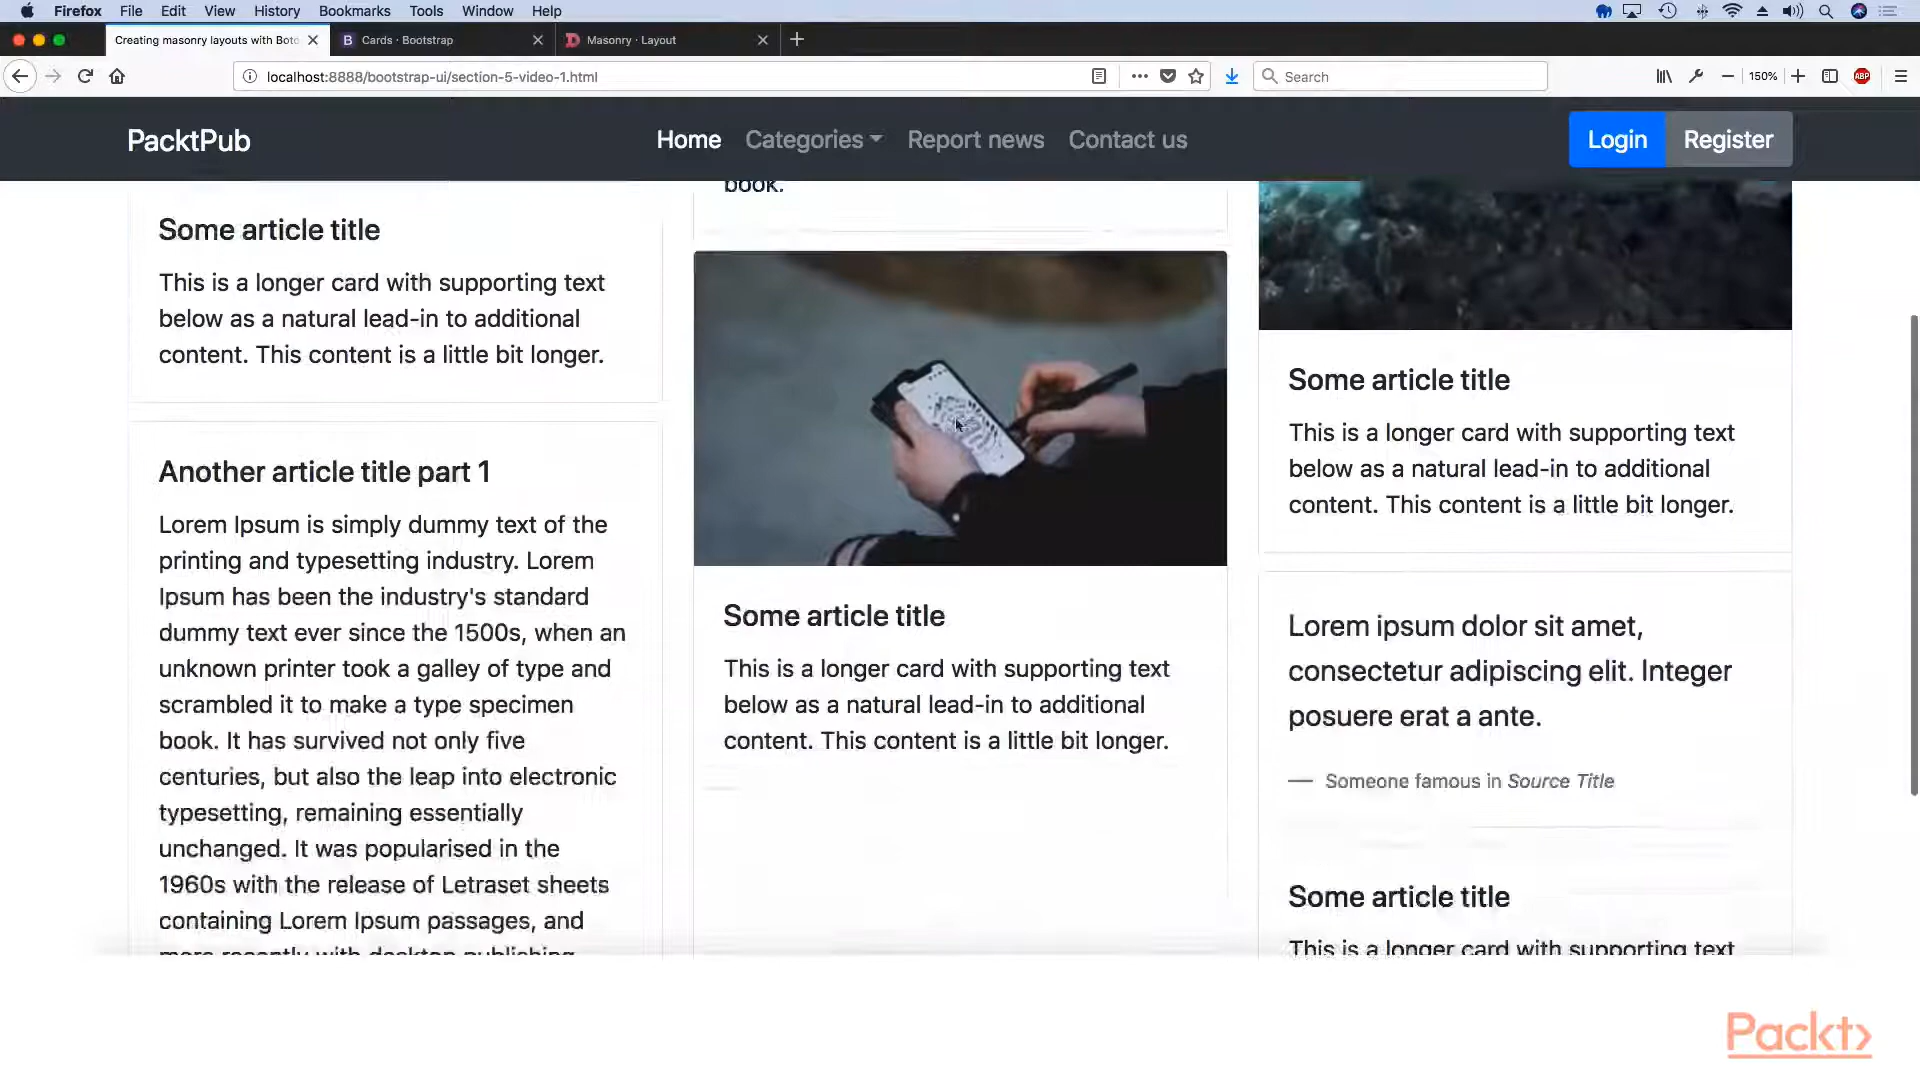 Firefox File Edit View History Bookmarks Tools Window Help
Creating masonry layouts with Boto
Cards · Bootstrap
Masonry · Layout
localhost:8888/bootstrap-ui/section-5-video-1.html
Search
150%
ABP
PacktPub
Home Categories Report news Contact us
Login Register
Some article title
This is a longer card with supporting text
below as a natural lead-in to additional
content. This content is a little bit longer.
Another article title part 1
Lorem Ipsum is simply dummy text of the
printing and typesetting industry. Lorem
Ipsum has been the industry's standard
dummy text ever since the 1500s, when an
unknown printer took a galley of type and
scrambled it to make a type specimen
book. It has survived not only five
centuries, but also the leap into electronic
typesetting, remaining essentially
unchanged. It was popularised in the
1960s with the release of Letraset sheets
containing Lorem Ipsum passages, and
more recently with desktop publishing
book.
Some article title
This is a longer card with supporting text
below as a natural lead-in to additional
content. This content is a little bit longer.
Some article title
This is a longer card with supporting text
below as a natural lead-in to additional
content. This content is a little bit longer.
Lorem ipsum dolor sit amet,
consectetur adipiscing elit. Integer
posuere erat a ante.
— Someone famous in Source Title
Some article title
This is a longer card with supporting text
Packt>